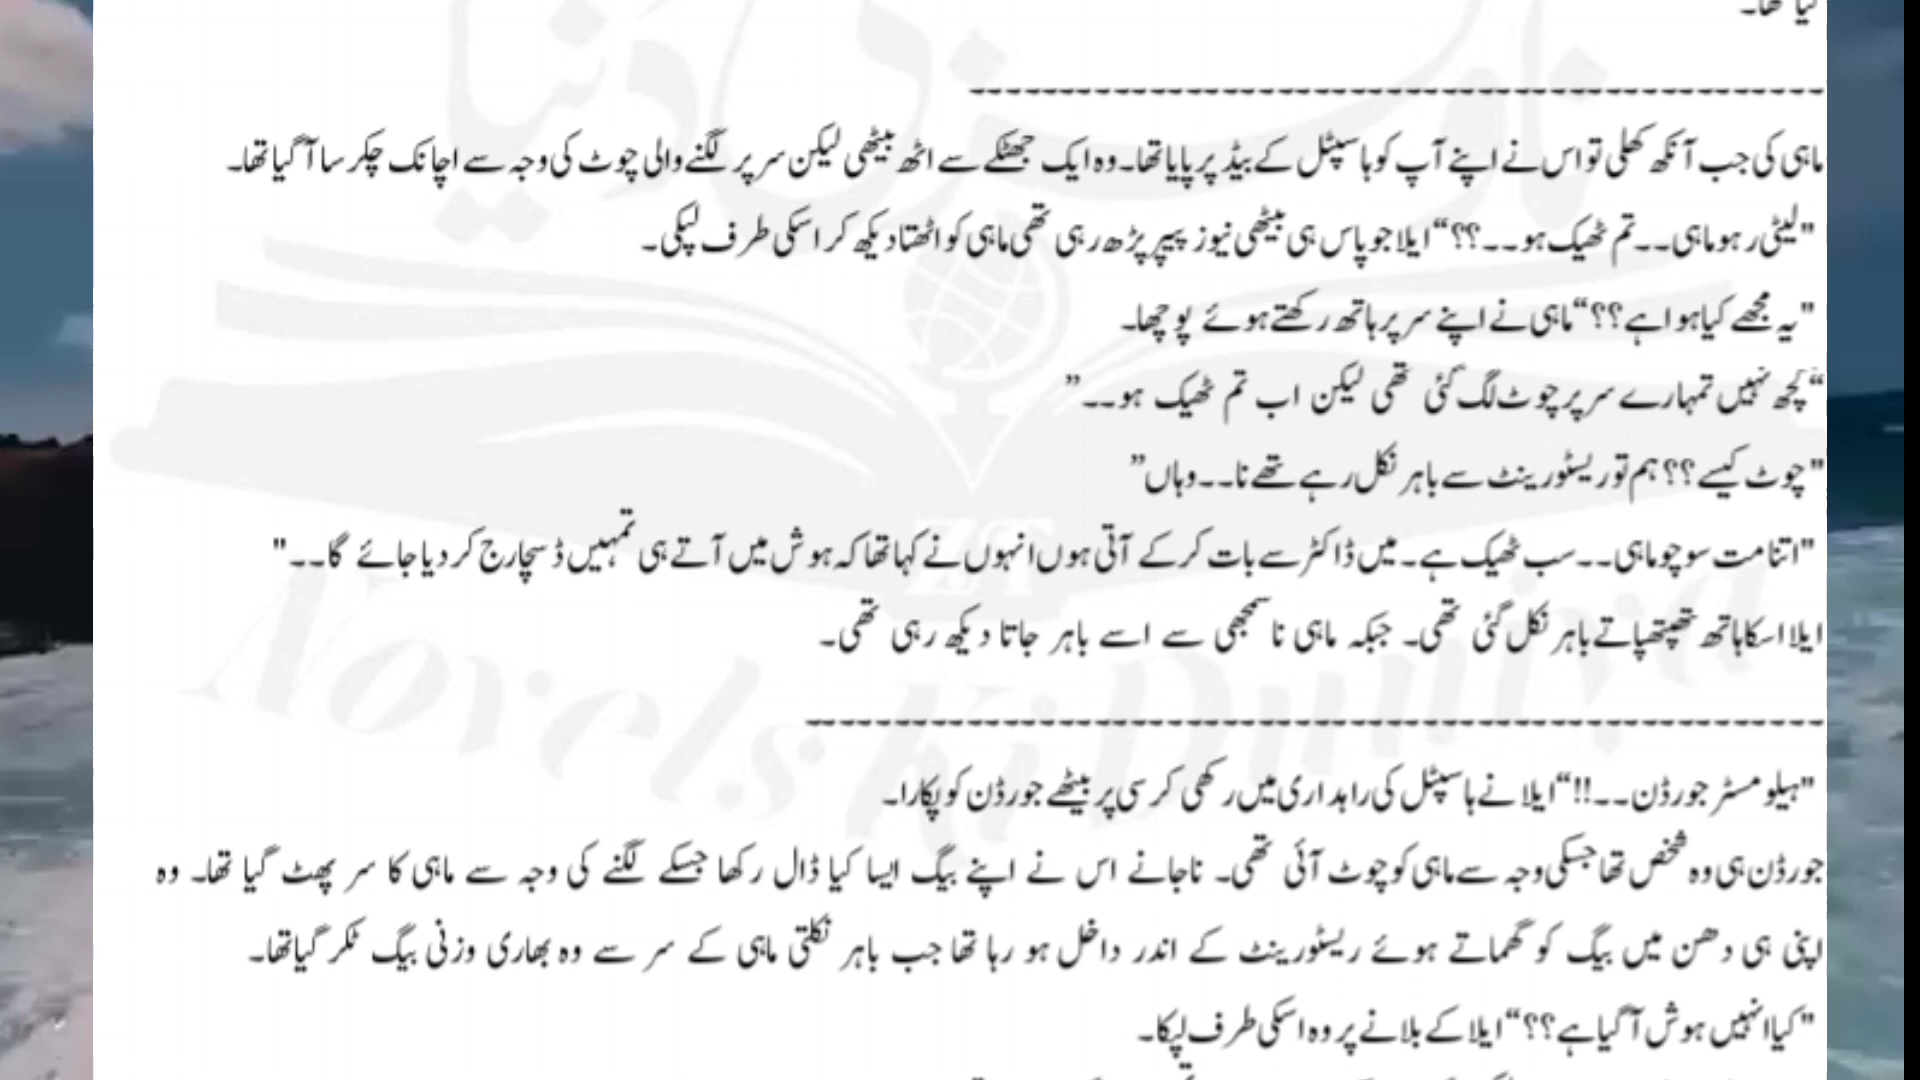 گیا تھا۔
ماہی کی جب آنکھ کھلی تو اس نے اپنے آپ کو ہاسپٹل کے بیڈ پر پایا تھا۔ وہ ایک جھٹکے سے اٹھ بیٹھی لیکن سر پر لگنے والی چوٹ کی وجہ سے اچانک چکر سا آ گیا تھا۔
"لیٹی رہو ماہی۔۔تم ٹھیک ہو۔۔؟؟“ ایلا جو پاس ہی بیٹھی نیوز پیپر پڑھ رہی تھی ماہی کو اٹھتا دیکھ کر اسکی طرف لپکی۔
"یہ مجھے کیا ہوا ہے؟؟“ ماہی نے اپنے سر پر ہاتھ رکھتے ہوئے پوچھا۔
“کچھ نہیں تمہارے سر پر چوٹ لگ گئی تھی لیکن اب تم ٹھیک ہو۔۔”
"چوٹ کیسے؟؟ ہم تو ریسٹورینٹ سے باہر نکل رہے تھے نا۔۔وہاں”
"اتنا مت سوچو ماہی۔۔سب ٹھیک ہے۔ میں ڈاکٹر سے بات کر کے آتی ہوں انہوں نے کہا تھا کہ ہوش میں آتے ہی تمہیں ڈسچارج کر دیا جائے گا۔۔"
ایلا اسکا ہاتھ تھپتھپاتے باہر نکل گئی تھی۔ جبکہ ماہی ناسمجھی سے اسے باہر جاتا دیکھ رہی تھی۔
"ہیلو مسٹر جورڈن۔۔!!“ ایلا نے ہاسپٹل کی راہداری میں رکھی کرسی پر بیٹھے جورڈن کو پکارا۔
جورڈن ہی وہ شخص تھا جسکی وجہ سے ماہی کو چوٹ آئی تھی۔ ناجانے اس نے اپنے بیگ ایسا کیا ڈال رکھا جسکے لگنے کی وجہ سے ماہی کا سر پھٹ گیا تھا۔ وہ
اپنی ہی دھن میں بیگ کو گھماتے ہوئے ریسٹورینٹ کے اندر داخل ہو رہا تھا جب باہر نکلتی ماہی کے سر سے وہ بھاری وزنی بیگ ٹکر گیا تھا۔
"کیا انہیں ہوش آ گیا ہے؟؟“ ایلا کے بلانے پر وہ اسکی طرف لپکا۔
ناولز کی دنیا
ZT
Novels Ki Duniya